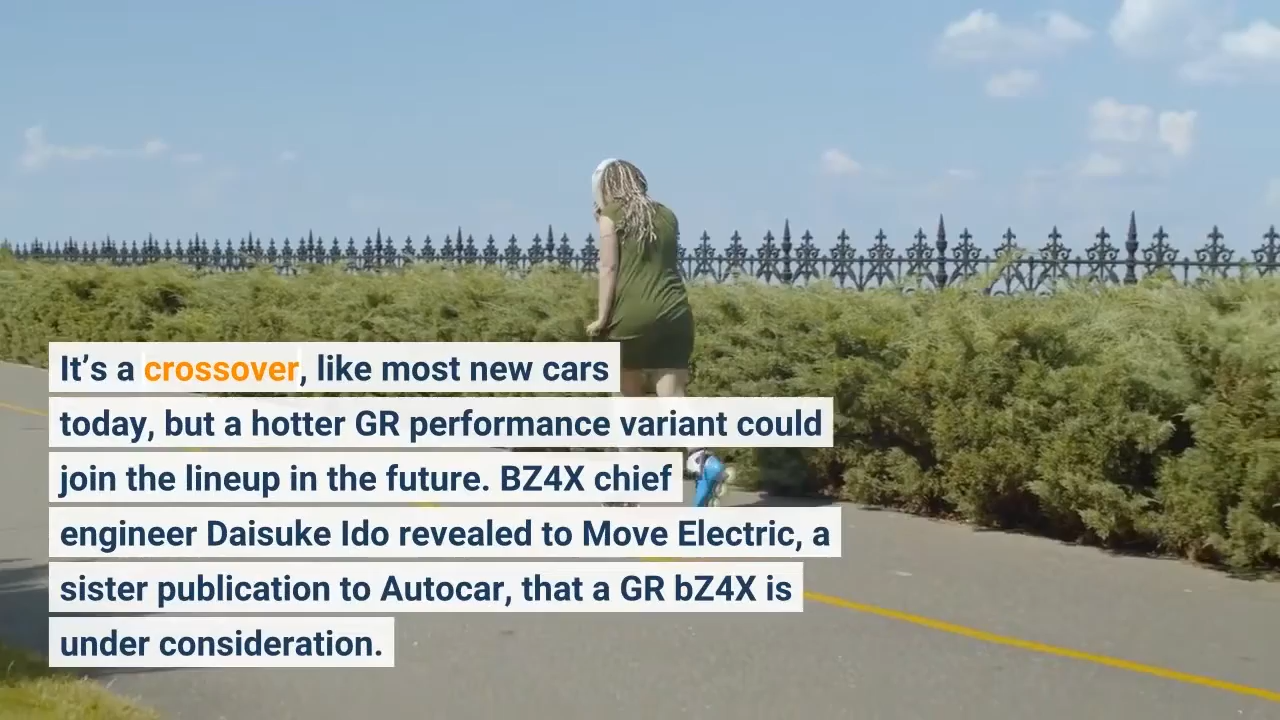 It’s a crossover, like most new cars
today, but a hotter GR performance variant could
join the lineup in the future. BZ4X chief
engineer Daisuke Ido revealed to Move Electric, a
sister publication to Autocar, that a GR bZ4X is
under consideration.